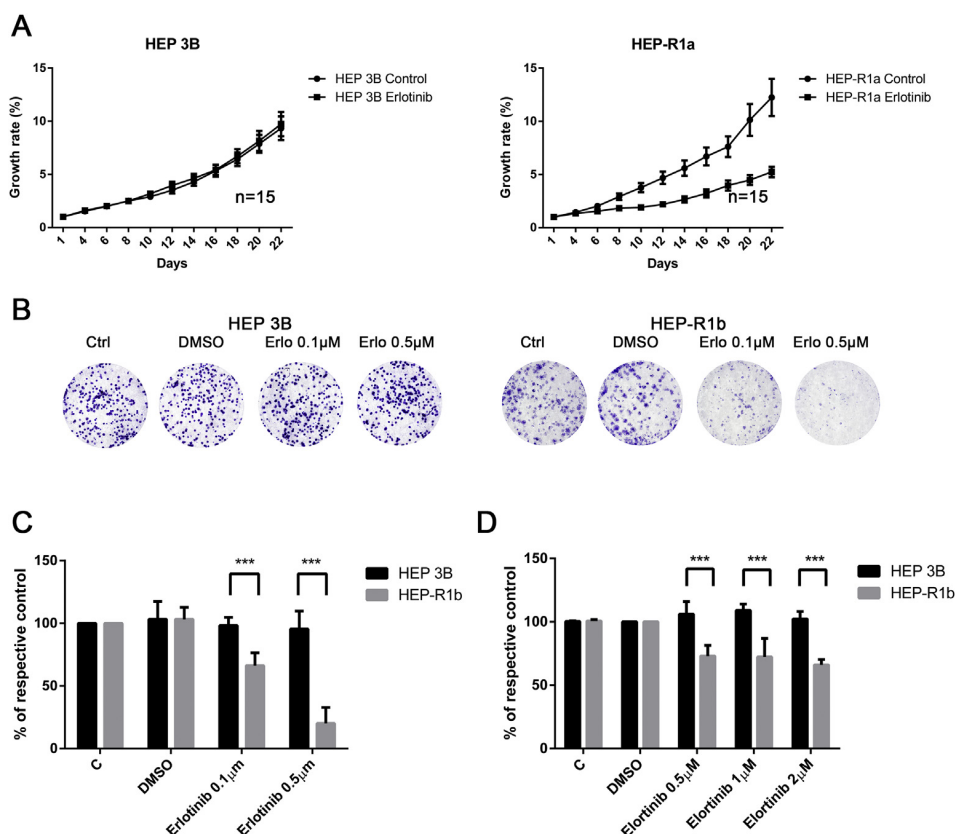 A
HEP 3B
HEP 3B Control
HEP 3B Erlotinib
Growth rate (%)
15
10
5
0
n=15
1 4 6 8 10 12 14 16 18 20 22
Days
HEP-R1a
HEP-R1a Control
HEP-R1a Erlotinib
Growth rate (%)
15
10
5
0
n=15
1 4 6 8 10 12 14 16 18 20 22
Days
B
HEP 3B
Ctrl DMSO Erlo 0.1µM Erlo 0.5µM
HEP-R1b
Ctrl DMSO Erlo 0.1µM Erlo 0.5µM
C
% of respective control
150
100
50
0
*** ***
HEP 3B
HEP-R1b
C DMSO Erlotinib 0.1µm Erlotinib 0.5µm
D
% of respective control
150
100
50
0
*** *** ***
HEP 3B
HEP-R1b
C DMSO Elortinib 0.5µM Elortinib 1µM Elortinib 2µM